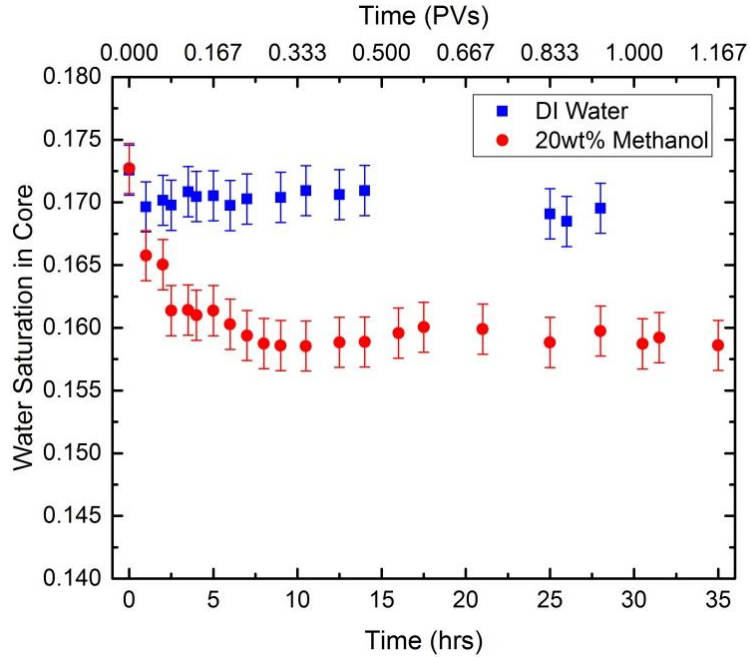 Time (PVs)
0.000 0.167 0.333 0.500 0.667 0.833 1.000 1.167
0.180
0.175
0.170
0.165
0.160
0.155
0.150
0.145
0.140
Water Saturation in Core
DI Water
20wt% Methanol
0 5 10 15 20 25 30 35
Time (hrs)